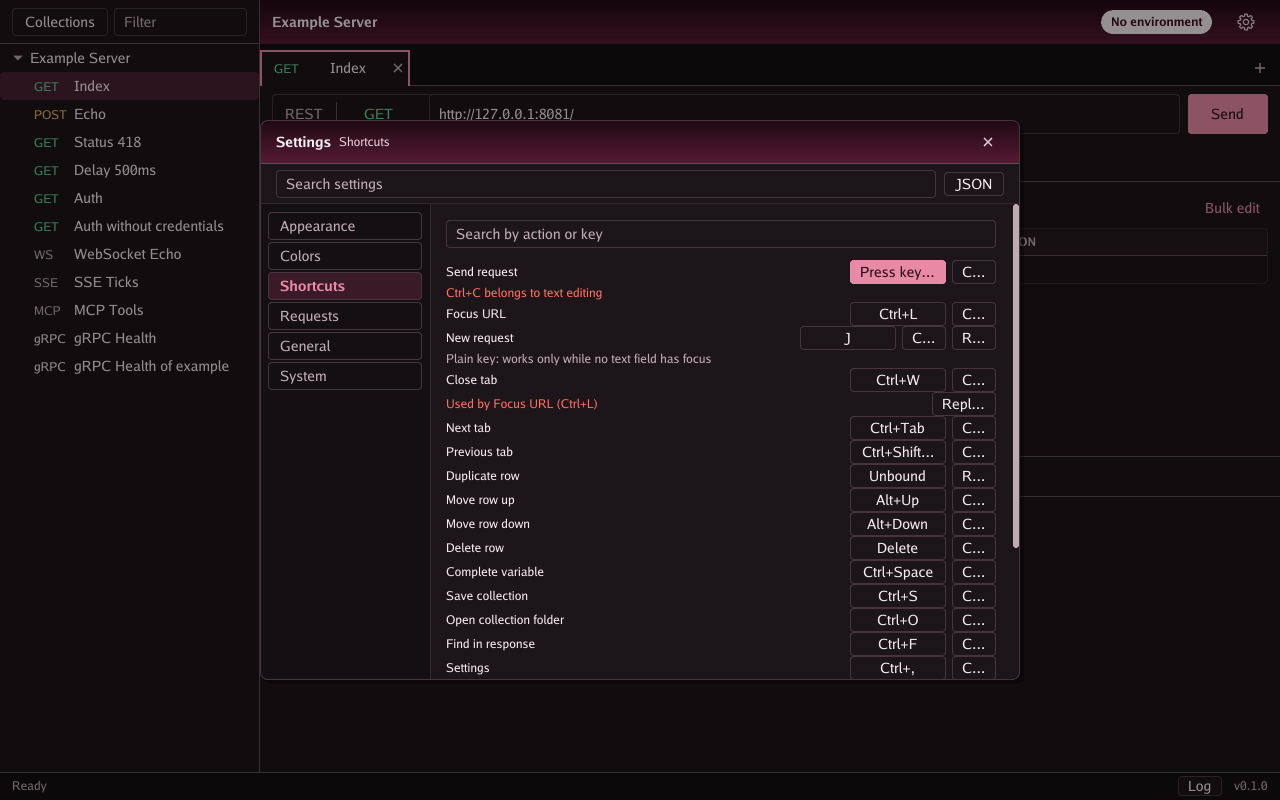 Collections Filter Example Server No environment
Example Server
GET Index × +
GET Index
POST Echo
REST GET http://127.0.0.1:8081/ Send
GET Status 418
GET Delay 500ms
GET Auth
GET Auth without credentials
WS WebSocket Echo
SSE SSE Ticks
MCP MCP Tools
gRPC gRPC Health
gRPC gRPC Health of example
Bulk edit
ON
Settings Shortcuts ×
Search settings JSON
Appearance
Colors
Shortcuts
Requests
General
System
Search by action or key
Send request Press key... C...
Ctrl+C belongs to text editing
Focus URL Ctrl+L C...
New request J C... R...
Plain key: works only while no text field has focus
Close tab Ctrl+W C...
Used by Focus URL (Ctrl+L) Repl...
Next tab Ctrl+Tab C...
Previous tab Ctrl+Shift... C...
Duplicate row Unbound R...
Move row up Alt+Up C...
Move row down Alt+Down C...
Delete row Delete C...
Complete variable Ctrl+Space C...
Save collection Ctrl+S C...
Open collection folder Ctrl+O C...
Find in response Ctrl+F C...
Settings Ctrl+, C...
Ready Log v0.1.0